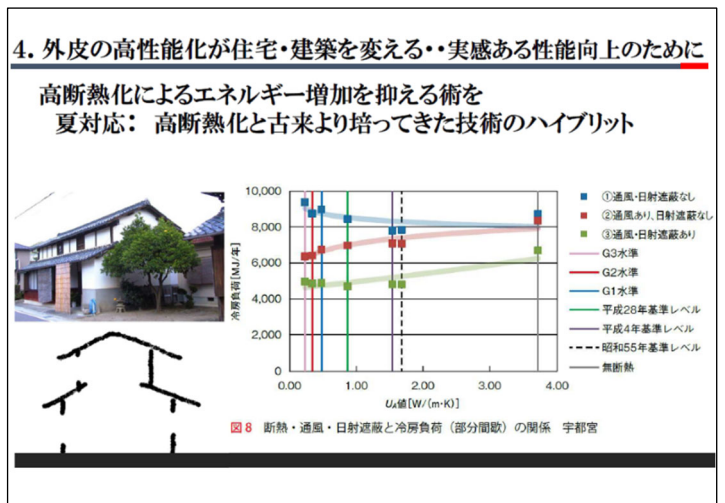 4. 外皮の高性能化が住宅・建築を変える・・実感ある性能向上のために
高断熱化によるエネルギー増加を抑える術を
夏対応: 高断熱化と古来より培ってきた技術のハイブリット
冷房負荷[MJ/年]
10,000
8,000
6,000
4,000
2,000
0
0.00 1.00 2.00 3.00 4.00
UA値[W/(m・K)]
①通風・日射遮蔽なし
②通風あり、日射遮蔽なし
③通風・日射遮蔽あり
G3水準
G2水準
G1水準
平成28年基準レベル
平成4年基準レベル
昭和55年基準レベル
無断熱
図8 断熱・通風・日射遮蔽と冷房負荷(部分間歇)の関係 宇都宮